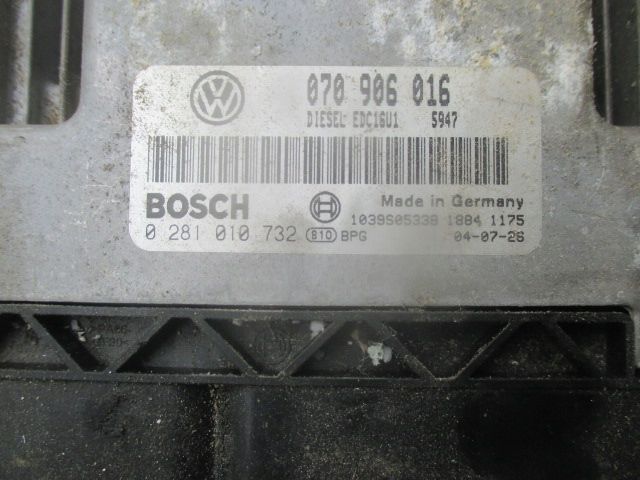 070 906 016
DIESEL EDC16U1 5947
BOSCH Made in Germany
1039S05339 1884 1175
0 281 010 732 810 BPG 04-07-26